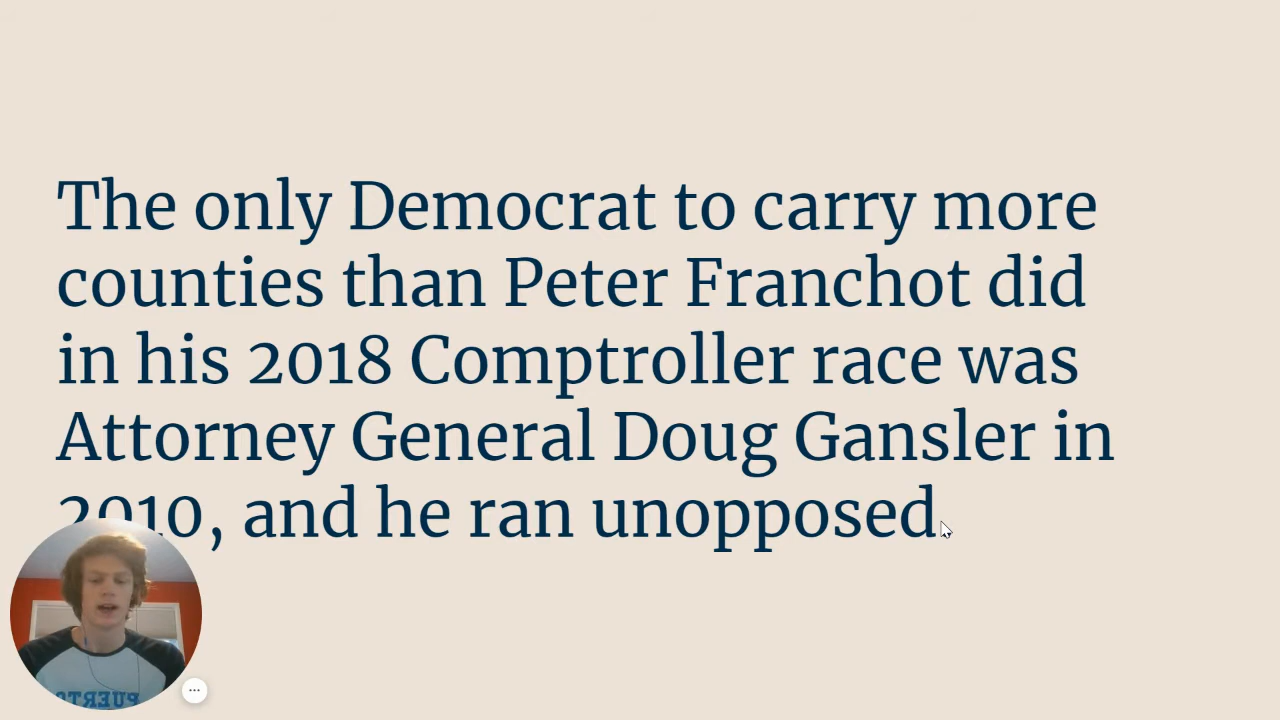 The only Democrat to carry more
counties than Peter Franchot did
in his 2018 Comptroller race was
Attorney General Doug Gansler in
2010, and he ran unopposed.
PUERTO